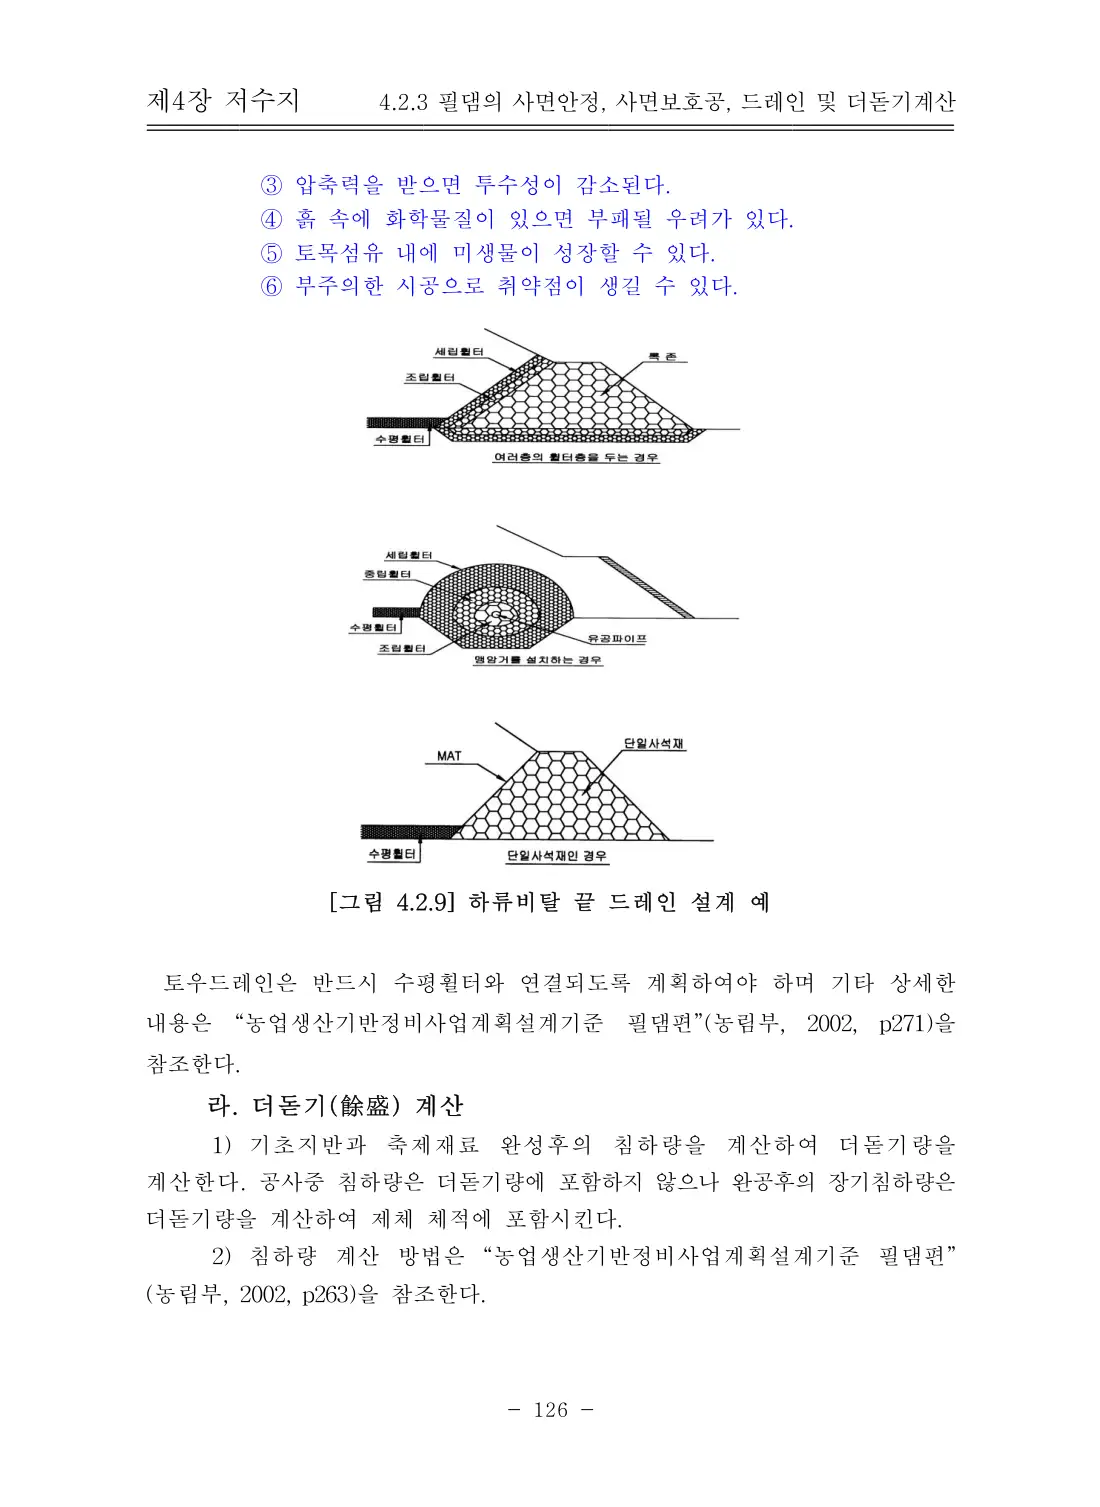 제4장 저수지 4.2.3 필댐의 사면안정, 사면보호공, 드레인 및 더돋기계산
③ 압축력을 받으면 투수성이 감소된다.
④ 흙 속에 화학물질이 있으면 부패될 우려가 있다.
⑤ 토목섬유 내에 미생물이 성장할 수 있다.
⑥ 부주의한 시공으로 취약점이 생길 수 있다.
세립휠터
록 존
조립휠터
수평휠터
여러층의 휠터층을 두는 경우
세립휠터
중립휠터
수평휠터
유공파이프
조립휠터
맹암거를 설치하는 경우
단일사석재
MAT
수평휠터
단일사석재인 경우
[그림 4.2.9] 하류비탈 끝 드레인 설계 예
토우드레인은 반드시 수평휠터와 연결되도록 계획하여야 하며 기타 상세한
내용은 “농업생산기반정비사업계획설계기준 필댐편”(농림부, 2002, p271)을
참조한다.
라. 더돋기(餘盛) 계산
1) 기초지반과 축제재료 완성후의 침하량을 계산하여 더돋기량을
계산한다. 공사중 침하량은 더돋기량에 포함하지 않으나 완공후의 장기침하량은
더돋기량을 계산하여 제체 체적에 포함시킨다.
2) 침하량 계산 방법은 “농업생산기반정비사업계획설계기준 필댐편”
(농림부, 2002, p263)을 참조한다.
- 126 -